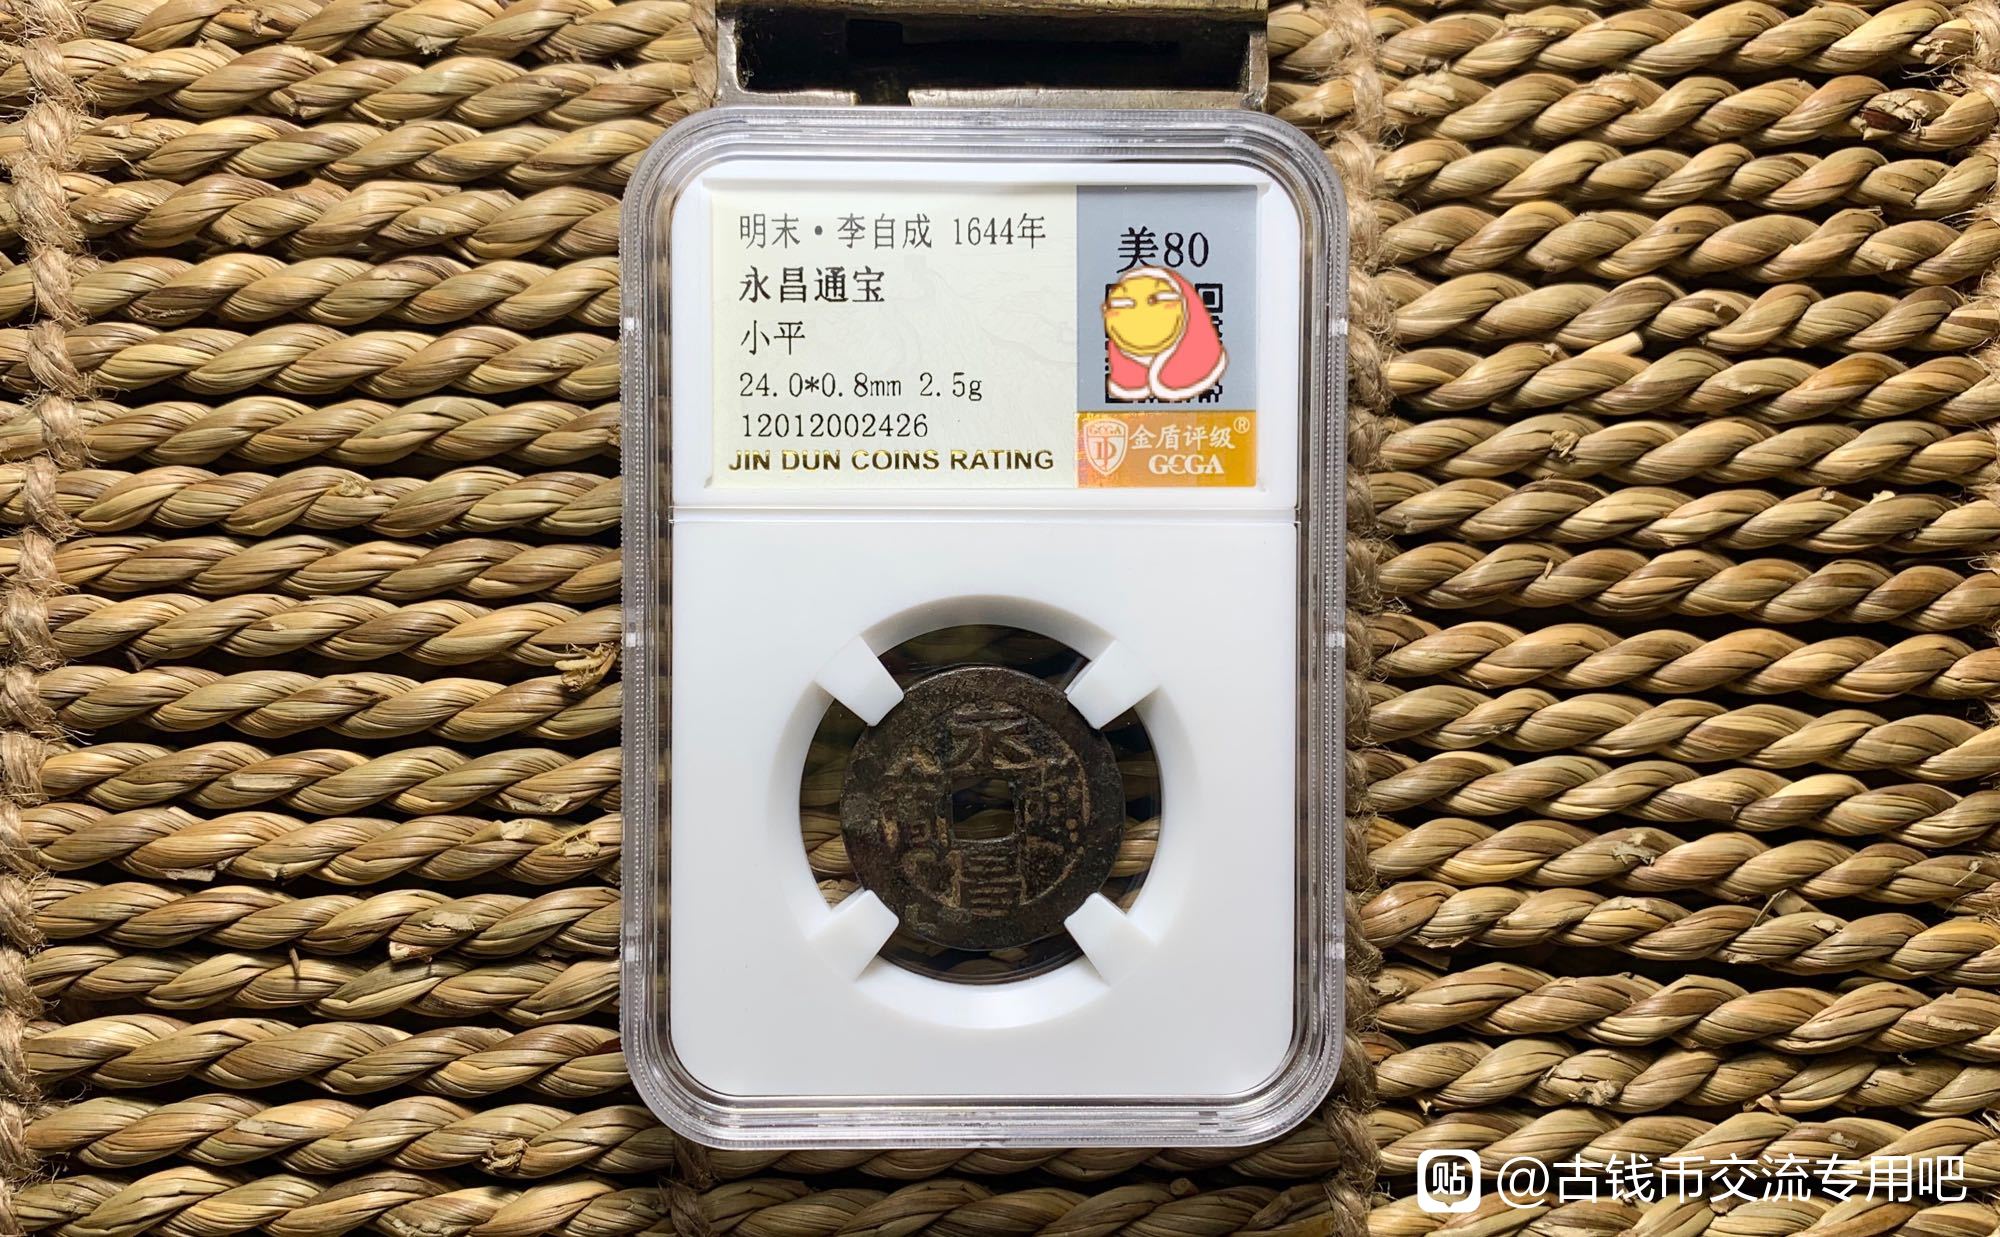 明末·李自成 1644年
永昌通宝
小平
24.0*0.8mm 2.5g
12012002426
JIN DUN COINS RATING
美80
金盾评级®
GCGA
永
寳 通
昌
贴 @古钱币交流专用吧